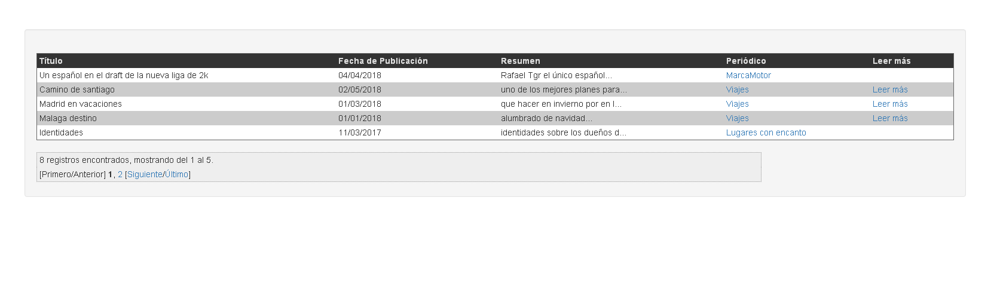 Título Fecha de Publicación Resumen Periódico Leer más
Un español en el draft de la nueva liga de 2k 04/04/2018 Rafael Tgr el único español... MarcaMotor
Camino de santiago 02/05/2018 uno de los mejores planes para... Viajes Leer más
Madrid en vacaciones 01/03/2018 que hacer en invierno por en l... Viajes Leer más
Malaga destino 01/01/2018 alumbrado de navidad... Viajes Leer más
Identidades 11/03/2017 identidades sobre los dueños d... Lugares con encanto
8 registros encontrados, mostrando del 1 al 5.
[Primero/Anterior] 1, 2 [Siguiente/Último]